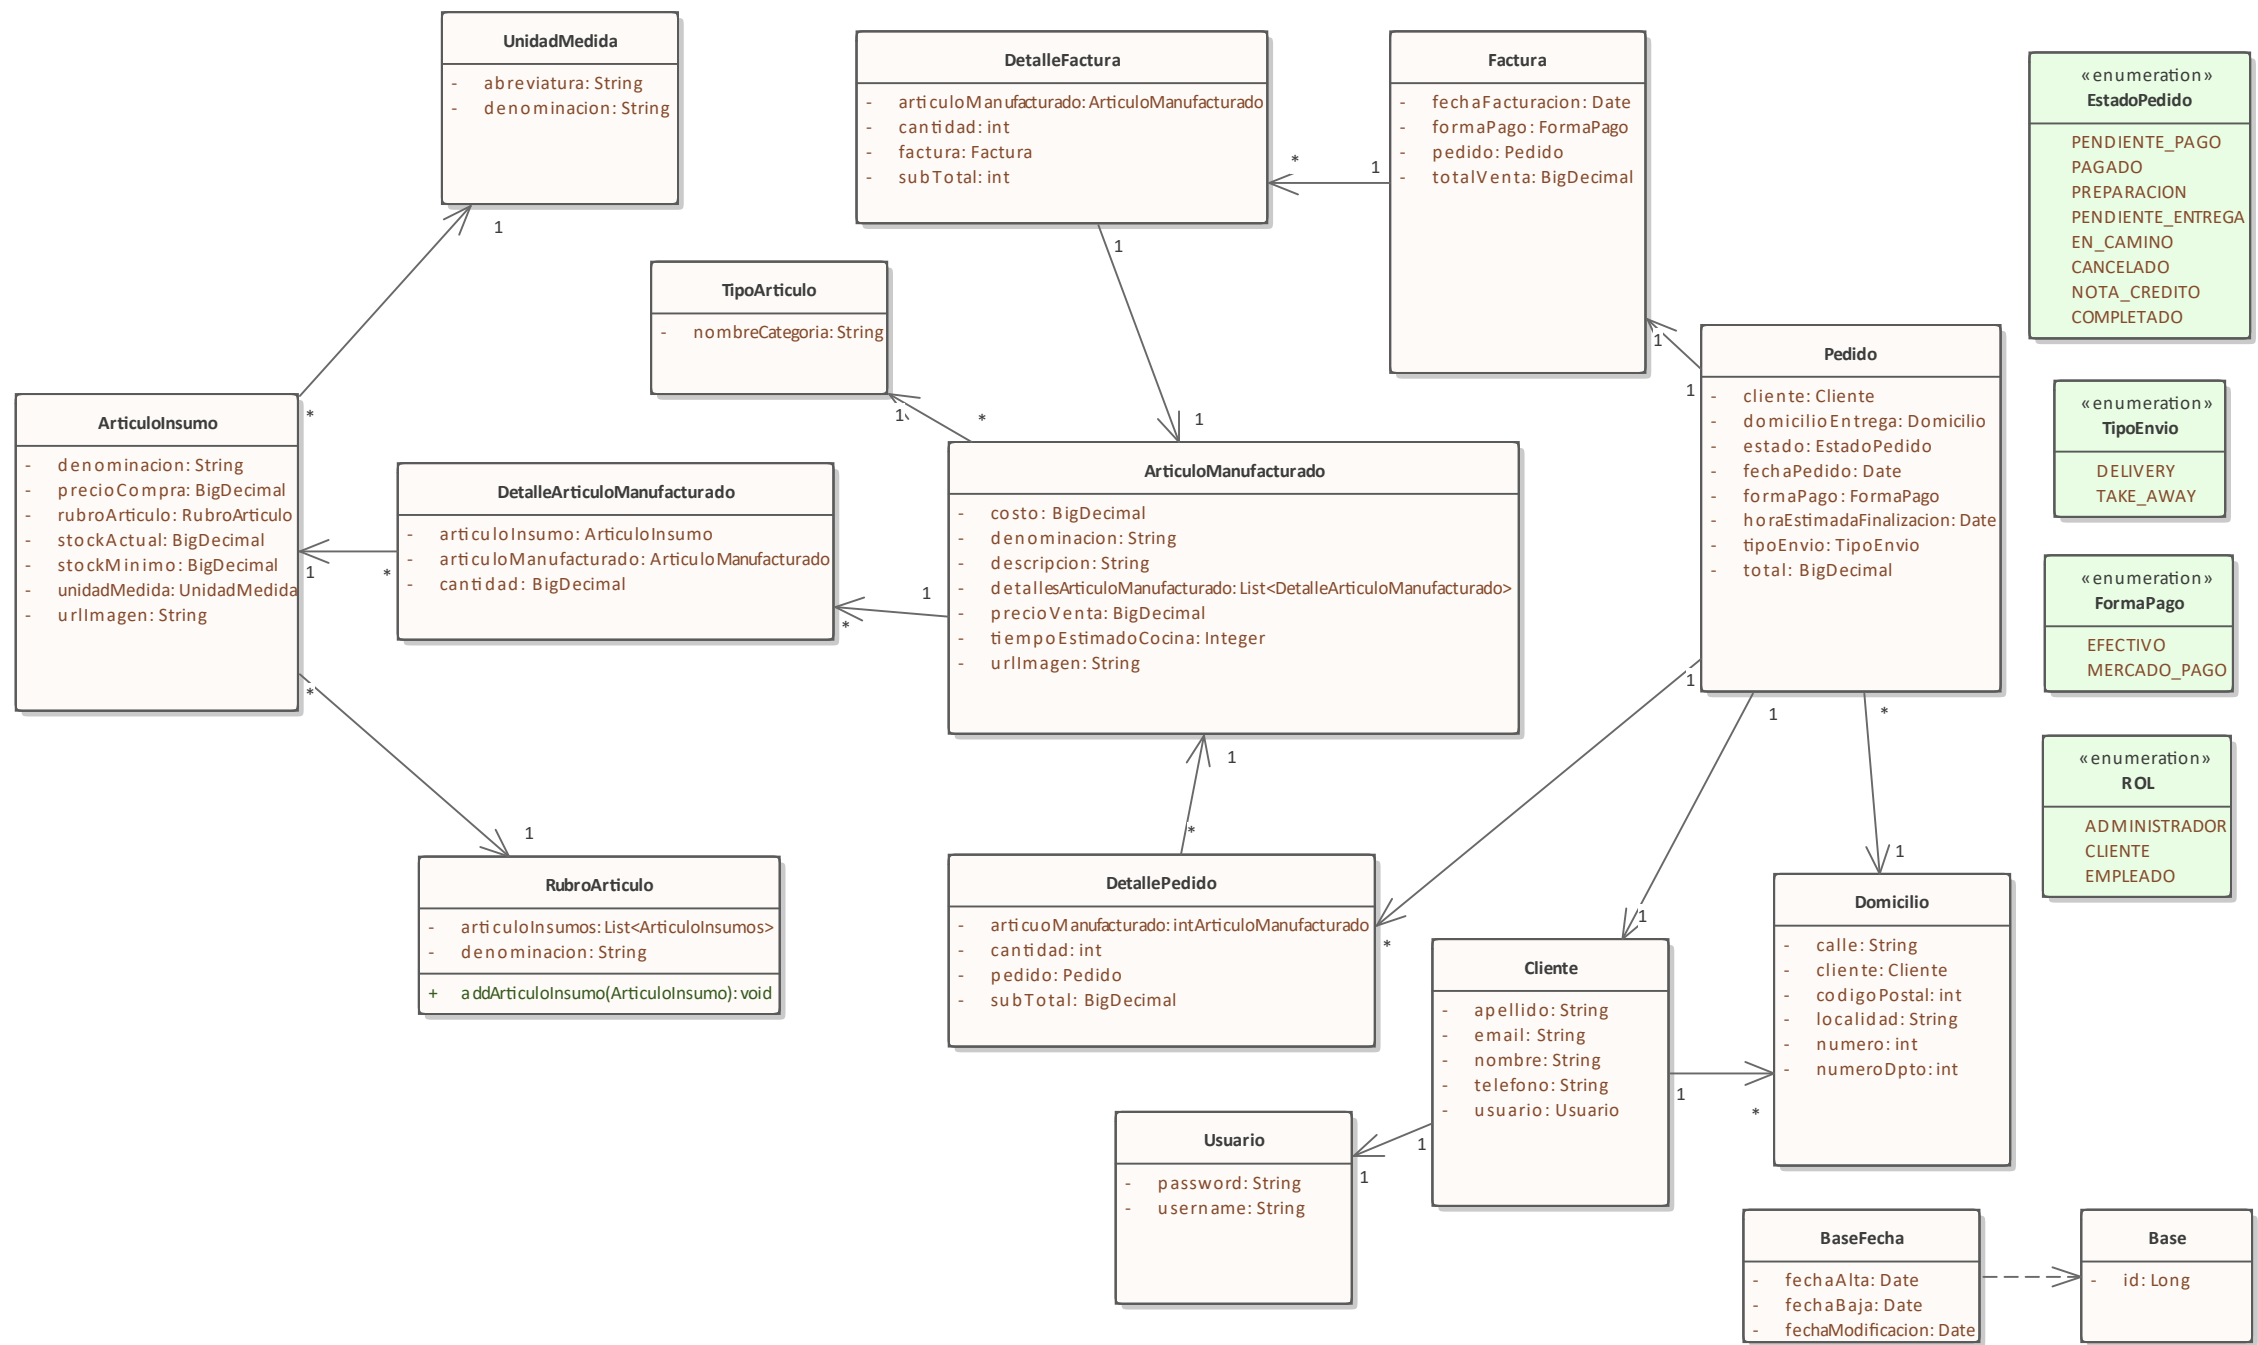 UnidadMedida
- abreviatura: String
- denominacion: String
1
DetalleFactura
- articuloManufacturado: ArticuloManufacturado
- cantidad: int
- factura: Factura
- subTotal: int
*
1
1
Factura
- fechaFacturacion: Date
- formaPago: FormaPago
- pedido: Pedido
- totalVenta: BigDecimal
1
1
«enumeration»
EstadoPedido
PENDIENTE_PAGO
PAGADO
PREPARACION
PENDIENTE_ENTREGA
EN_CAMINO
CANCELADO
NOTA_CREDITO
COMPLETADO
TipoArticulo
- nombreCategoria: String
1
*
1
Pedido
- cliente: Cliente
- domicilioEntrega: Domicilio
- estado: EstadoPedido
- fechaPedido: Date
- formaPago: FormaPago
- horaEstimadaFinalizacion: Date
- tipoEnvio: TipoEnvio
- total: BigDecimal
1
1
*
«enumeration»
TipoEnvio
DELIVERY
TAKE_AWAY
ArticuloInsumo
- denominacion: String
- precioCompra: BigDecimal
- rubroArticulo: RubroArticulo
- stockActual: BigDecimal
- stockMinimo: BigDecimal
- unidadMedida: UnidadMedida
- urlImagen: String
*
1
*
*
DetalleArticuloManufacturado
- articuloInsumo: ArticuloInsumo
- articuloManufacturado: ArticuloManufacturado
- cantidad: BigDecimal
1
*
ArticuloManufacturado
- costo: BigDecimal
- denominacion: String
- descripcion: String
- detallesArticuloManufacturado: List<DetalleArticuloManufacturado>
- precioVenta: BigDecimal
- tiempoEstimadoCocina: Integer
- urlImagen: String
1
*
«enumeration»
FormaPago
EFECTIVO
MERCADO_PAGO
«enumeration»
ROL
ADMINISTRADOR
CLIENTE
EMPLEADO
1
RubroArticulo
- articuloInsumos: List<ArticuloInsumos>
- denominacion: String
+ addArticuloInsumo(ArticuloInsumo): void
DetallePedido
- articuoManufacturado: intArticuloManufacturado
- cantidad: int
- pedido: Pedido
- subTotal: BigDecimal
*
1
Cliente
- apellido: String
- email: String
- nombre: String
- telefono: String
- usuario: Usuario
1
*
1
1
1
Domicilio
- calle: String
- cliente: Cliente
- codigoPostal: int
- localidad: String
- numero: int
- numeroDpto: int
Usuario
- password: String
- username: String
BaseFecha
- fechaAlta: Date
- fechaBaja: Date
- fechaModificacion: Date
Base
- id: Long